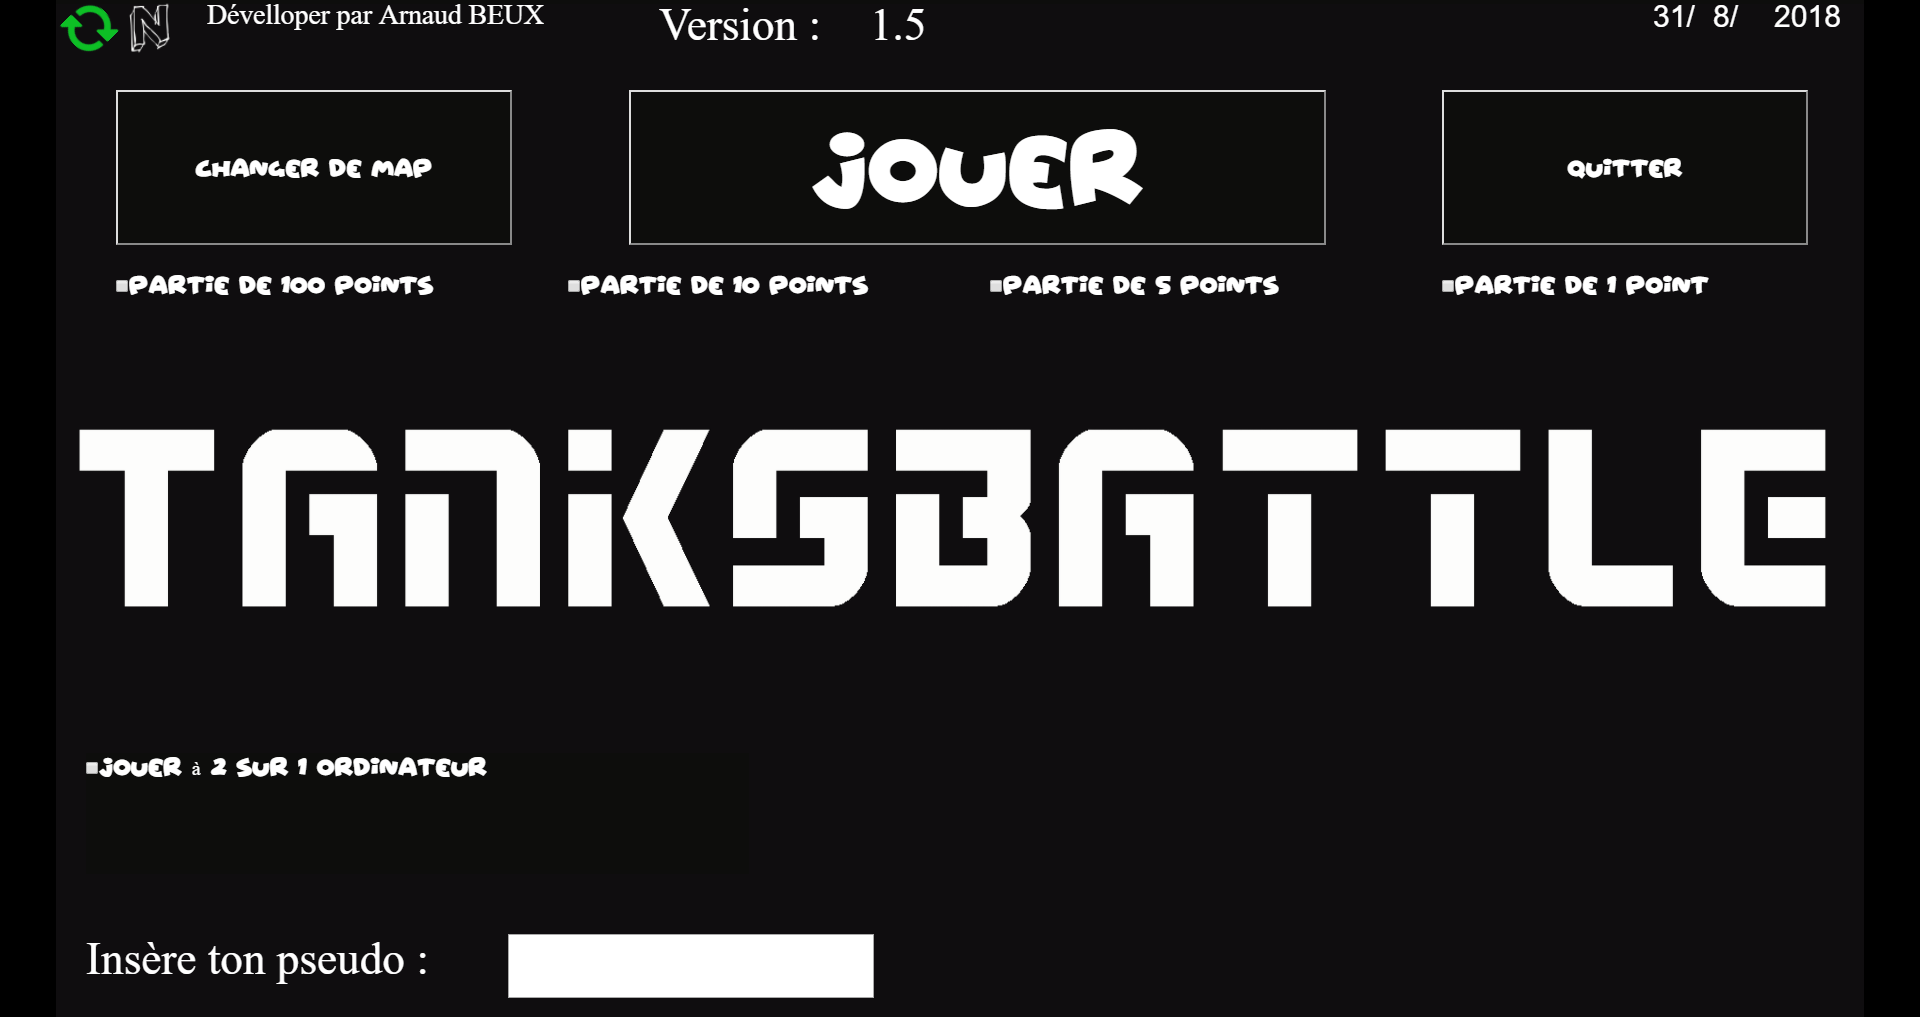 N Dévelloper par Arnaud BEUX Version : 1.5 31/ 8/ 2018
CHANGER DE MAP JOUER QUITTER
PARTIE DE 100 POINTS PARTIE DE 10 POINTS PARTIE DE 5 POINTS PARTIE DE 1 POINT
TANKSBATTLE
JOUER à 2 SUR 1 ORDINATEUR
Insère ton pseudo :